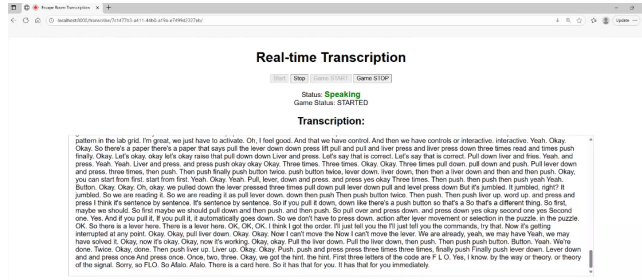 Escape Room Transcription
Update
Real-time Transcription
Start Stop Game START Game STOP
Status: Speaking
Game Status: STARTED
Transcription:
pattern in the lab grid. I'm great, we just have to activate. Oh, I feel good. And that we have control. And then we have controls or interactive. interactive. Yeah. Okay.
Okay. So there's a paper there's a paper that says pull the lever down down press lift pull and pull and liver press and liver press down three times read and times push
finally. Okay. Let's okay. okay let's okay raise that pull down down Liver and press. Let's say that is correct. Let's say that is correct. Pull down liver and fries. Yeah. and
press. Yeah. Yeah. Liver and press. and press push okay okay Okay. Three times. Three times. Okay. Okay. Three times pull down. pull down and push. Pull liver down
and press. three times, then push. Then finally push button twice. push button twice, lever down. liver down, then then a liver down and then and then push. Okay,
you can start from first. start from first. Yeah. Okay. Yeah. Pull, lever, down and press. and press yes okay Three times. Then push. then push then push yeah Yeah.
Button. Okay. Okay. Oh, okay. we pulled down the lever pressed three times pull down pull lever down pull and level press down But it's jumbled. It jumbled. right? It
jumbled. So we are reading it. So we are reading it as pull liver down, down then push Then push button twice. Then push. Then push liver up. word up. and press and
press I think it's sentence by sentence. It's sentence by sentence. So if you pull it down, down like there's a push button so that's a So that's a different thing. So first,
maybe we should. So first maybe we should pull down and then push. and then push. So pull over and press down. and press down yes okay second one yes Second
one. Yes. And if you pull it, if you pull it, it automatically goes down. So we don't have to press down. action after lejer movement or selection in the puzzle. in the puzzle.
OK. So there is a lever here. There is a lever here. OK, OK, OK. I think I got the order. I'll just tell you the I'll just tell you the commands, try that. Now it's getting
interrupted at any point. Okay. Okay, pull liver down. Okay. Okay. Now I can't move the Now I can't move the lever. We are already, yeah, we may have Yeah, we may
have solved it. Okay, now it's okay. Okay, now it's working. Okay, okay. Pull the liver down. Pull the liver down, then push. Then push push button. Button. Yeah. We're
done. Twice. Okay, done. Then push liver up. Liver up. Okay. Okay. Push. push and push and press press three times three times, finally push Finally push lever down. Lever down
and and press once And press once. Once, two, three. Okay, we got the hint. the hint. First three letters of the code are F L O. Yes, I know. by the way or theory. or theory
of the signal. Sorry, so FLO. So Afalo. Afalo. There is a card here. So it has that for you. It has that for you immediately.